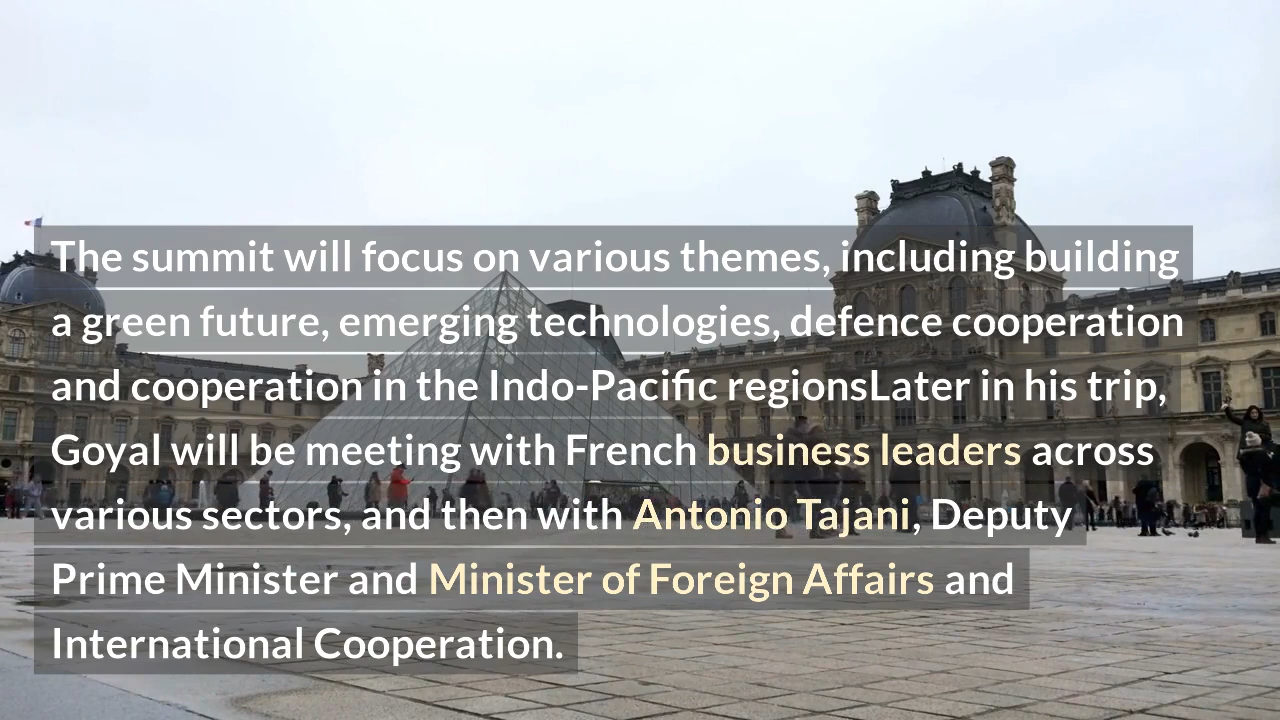 The summit will focus on various themes, including building
a green future, emerging technologies, defence cooperation
and cooperation in the Indo-Pacific regionsLater in his trip,
Goyal will be meeting with French business leaders across
various sectors, and then with Antonio Tajani, Deputy
Prime Minister and Minister of Foreign Affairs and
International Cooperation.